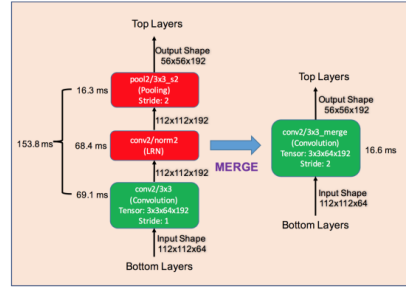 Top Layers
Output Shape
56x56x192
16.3 ms
pool2/3x3_s2
(Pooling)
Stride: 2
112x112x192
153.8 ms
68.4 ms
conv2/norm2
(LRN)
112x112x192
69.1 ms
conv2/3x3
(Convolution)
Tensor: 3x3x64x192
Stride: 1
Input Shape
112x112x64
Bottom Layers
MERGE
Top Layers
Output Shape
56x56x192
conv2/3x3_merge
(Convolution)
Tensor: 3x3x64x192
Stride: 2
16.6 ms
Input Shape
112x112x64
Bottom Layers